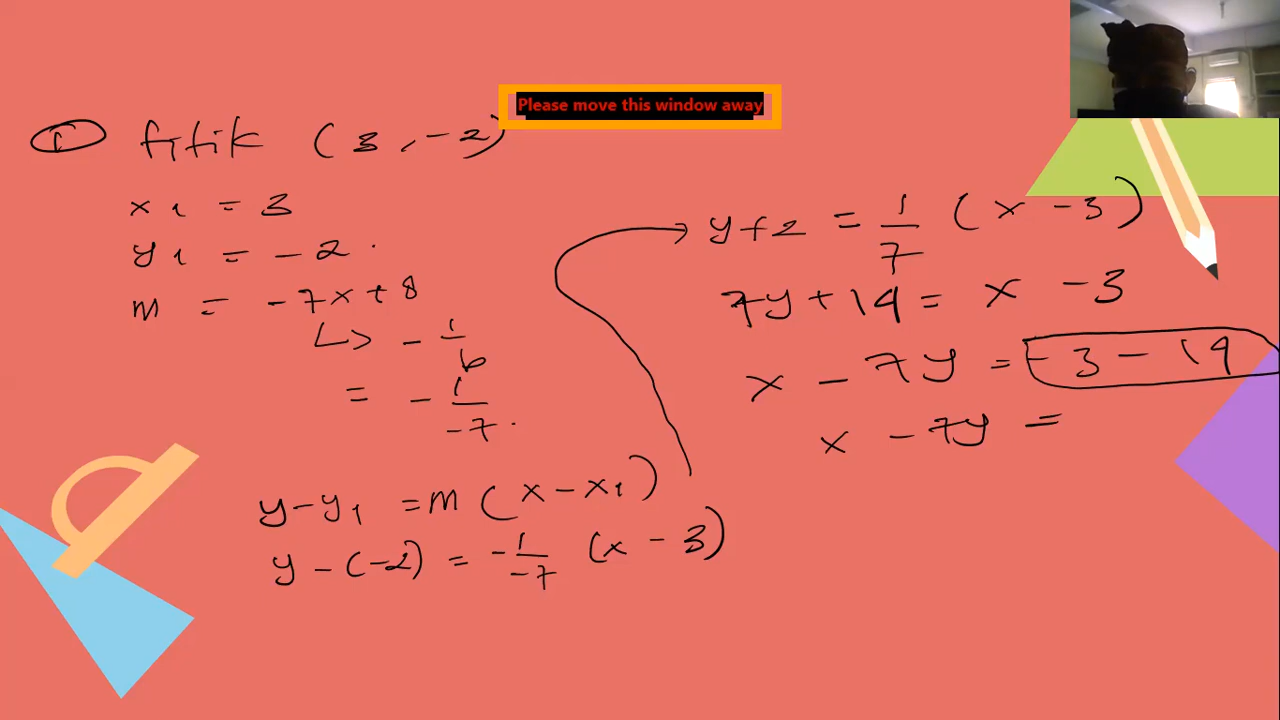 Please move this window away
① titik (3, -2)
x1 = 3
y1 = -2
m = -7x+8
↳ -1/b
= -1/-7
y-y1 = m (x-x1)
y-(-2) = -1/-7 (x-3)
y+2 = 1/7 (x-3)
7y+14 = x-3
x-7y = -3-14
x-7y =